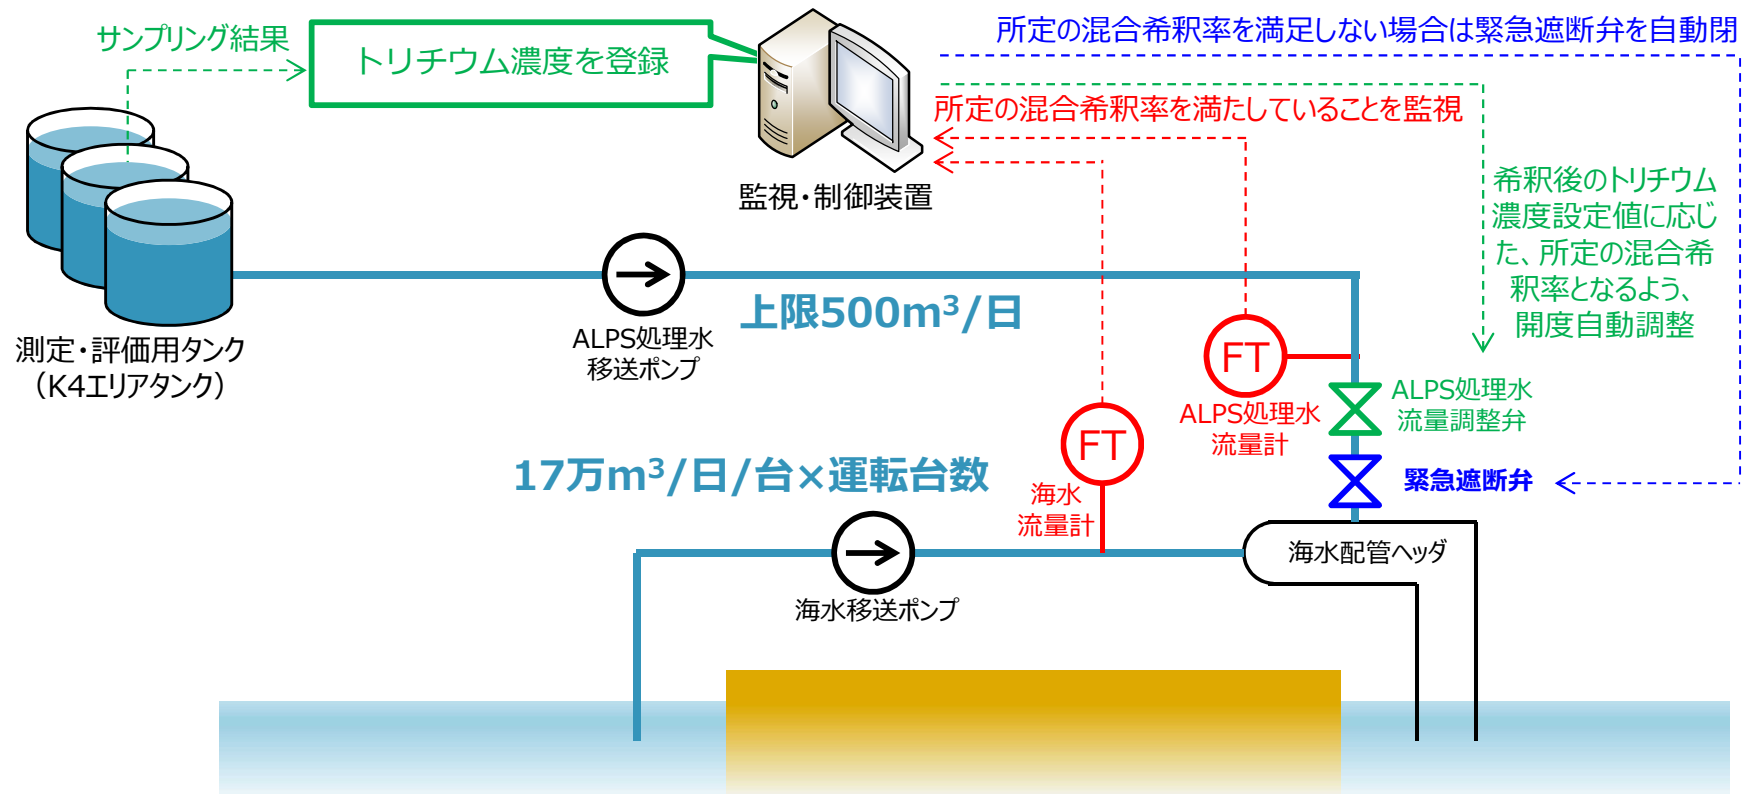 サンプリング結果
トリチウム濃度を登録
所定の混合希釈率を満足しない場合は緊急遮断弁を自動閉
所定の混合希釈率を満たしていることを監視
監視・制御装置
希釈後のトリチウム
濃度設定値に応じ
た、所定の混合希
釈率となるよう、
開度自動調整
測定・評価用タンク
（K4エリアタンク）
ALPS処理水
移送ポンプ
上限500m³/日
FT
ALPS処理水
流量計
ALPS処理水
流量調整弁
FT
海水
流量計
17万m³/日/台×運転台数
緊急遮断弁
海水配管ヘッダ
海水移送ポンプ